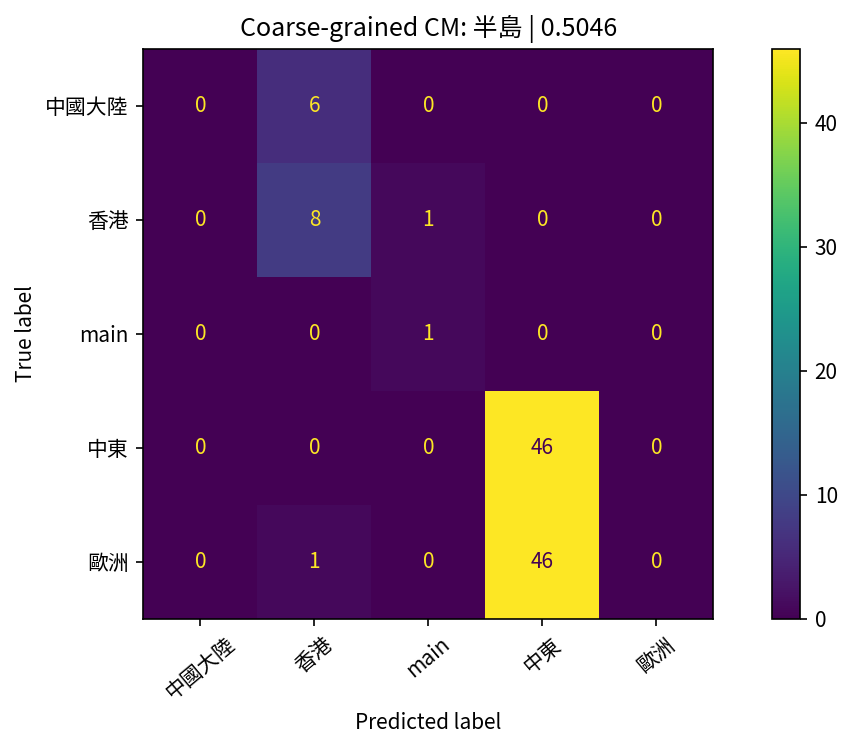 Coarse-grained CM: 半島 | 0.5046
中國大陸 0 6 0 0 0
香港 0 8 1 0 0
main 0 0 1 0 0
中東 0 0 0 46 0
歐洲 0 1 0 46 0
中國大陸 香港 main 中東 歐洲
Predicted label
True label
40
30
20
10
0